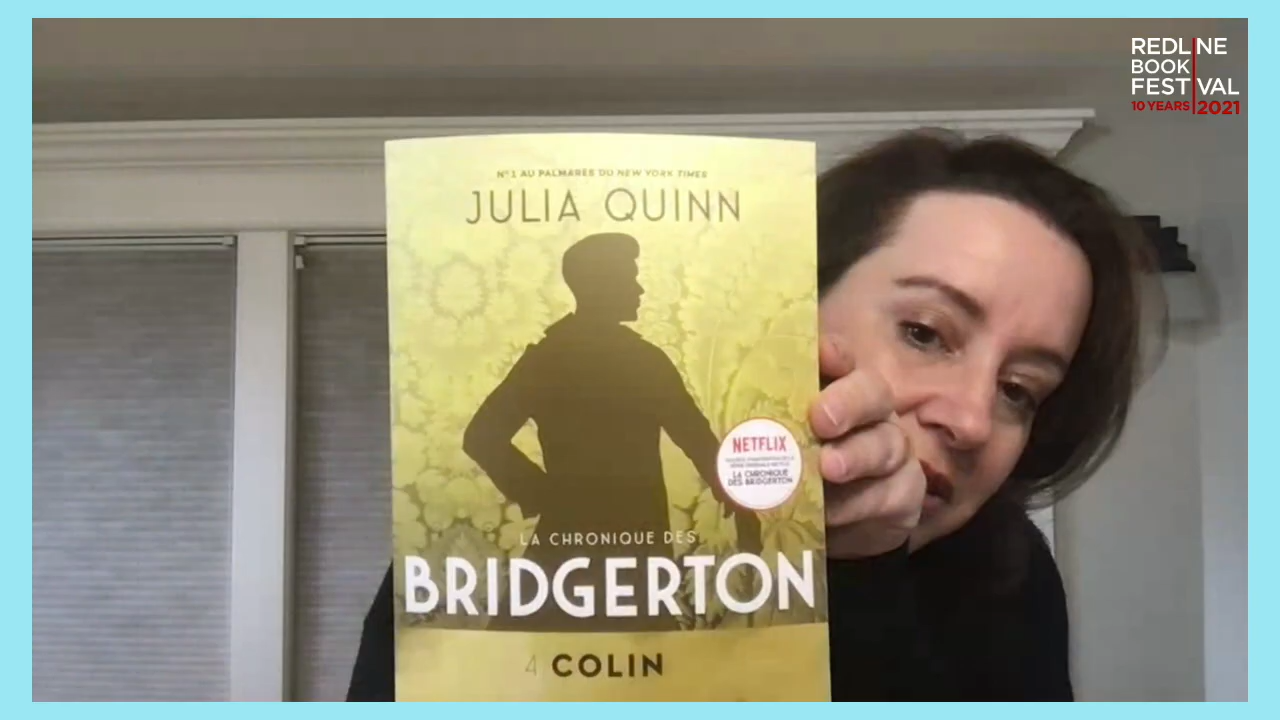 REDLINE
BOOK
FESTIVAL
10 YEARS 2021
Nº1 AU PALMARÈS DU NEW YORK TIMES
JULIA QUINN
NETFLIX
LA CHRONIQUE
DES BRIDGERTON
LA CHRONIQUE DES
BRIDGERTON
4 COLIN